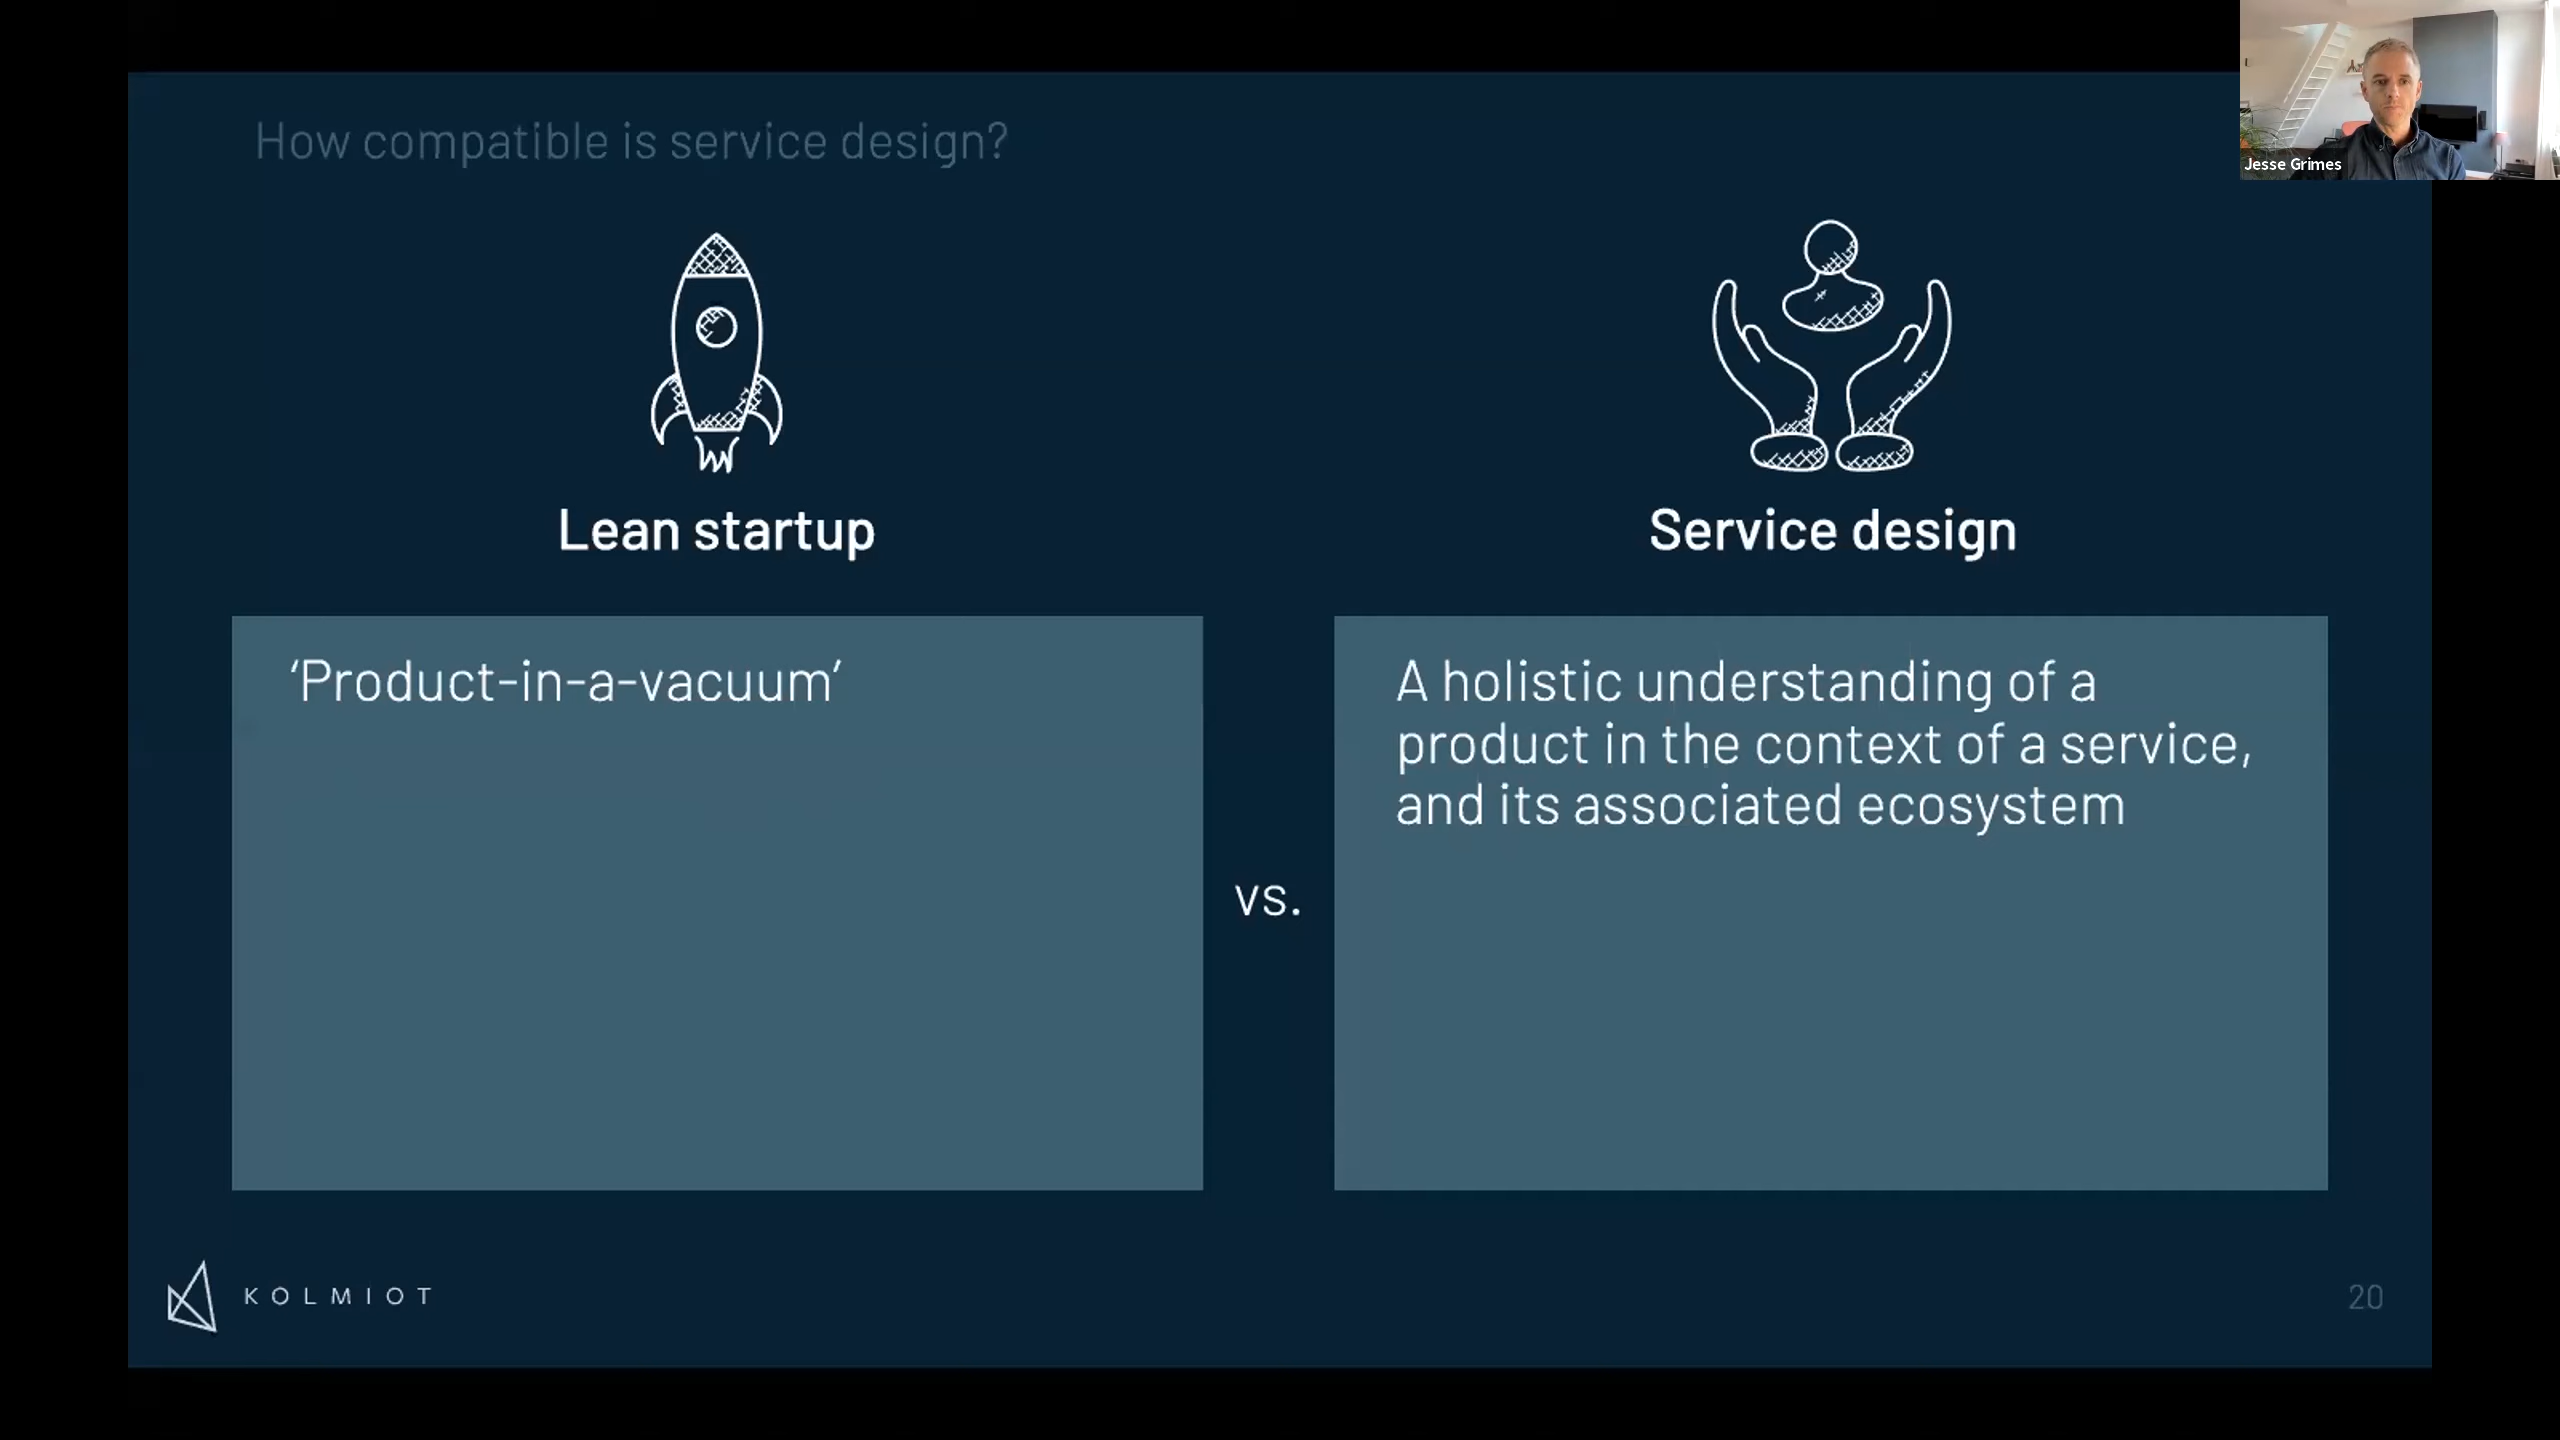 How compatible is service design?
Jesse Grimes
Lean startup
Service design
‘Product-in-a-vacuum’
vs.
A holistic understanding of a
product in the context of a service,
and its associated ecosystem
KOLMIOT
20